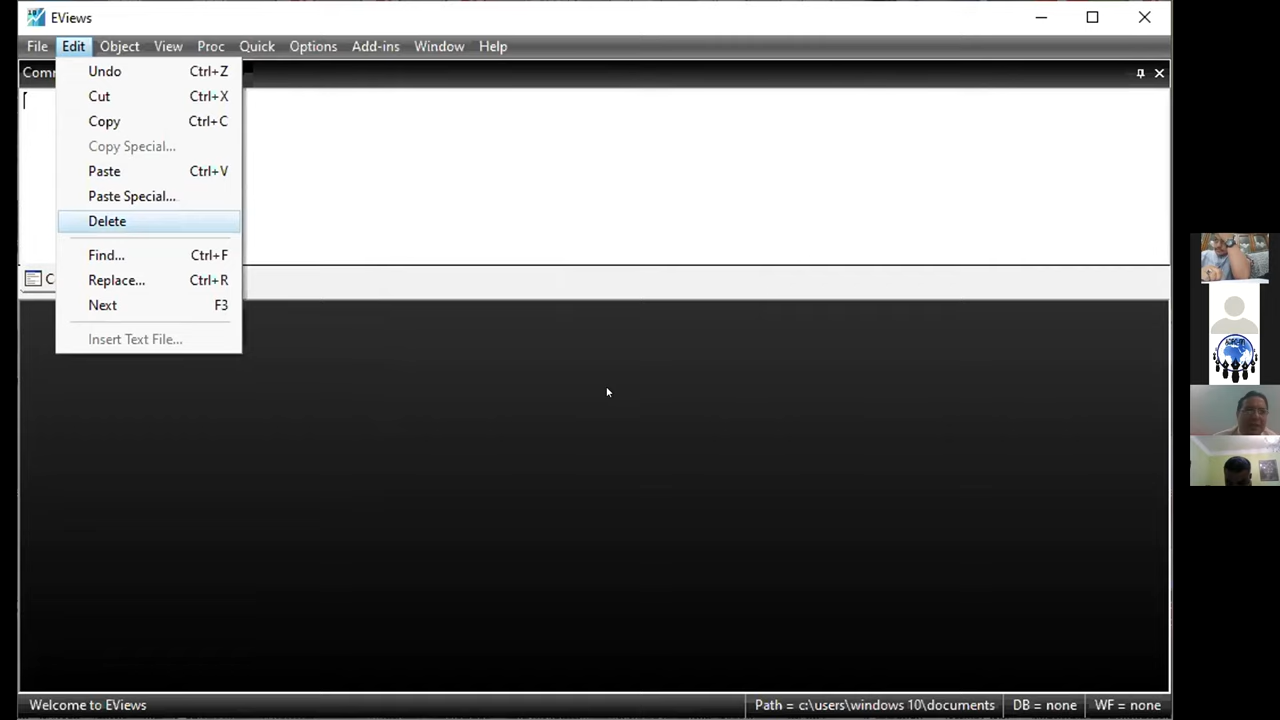 EViews
File Edit Object View Proc Quick Options Add-ins Window Help
Undo Ctrl+Z
Cut Ctrl+X
Copy Ctrl+C
Copy Special...
Paste Ctrl+V
Paste Special...
Delete
Find... Ctrl+F
Replace... Ctrl+R
Next F3
Insert Text File...
Welcome to EViews
Path = c:\users\windows 10\documents DB = none WF = none